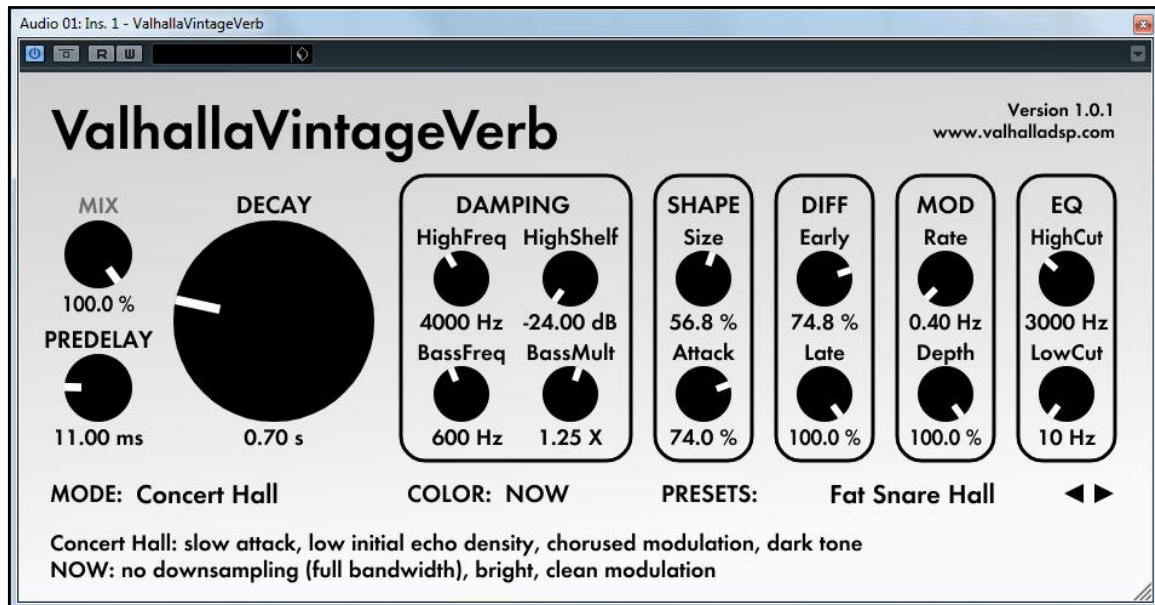 Audio 01: Ins. 1 - ValhallaVintageVerb
R W
ValhallaVintageVerb
Version 1.0.1
www.valhalladsp.com
MIX DECAY DAMPING SHAPE DIFF MOD EQ
HighFreq HighShelf Size Early Rate HighCut
100.0 % 4000 Hz -24.00 dB 56.8 % 74.8 % 0.40 Hz 3000 Hz
PREDELAY BassFreq BassMult Attack Late Depth LowCut
11.00 ms 0.70 s 600 Hz 1.25 X 74.0 % 100.0 % 100.0 % 10 Hz
MODE: Concert Hall COLOR: NOW PRESETS: Fat Snare Hall
Concert Hall: slow attack, low initial echo density, chorused modulation, dark tone
NOW: no downsampling (full bandwidth), bright, clean modulation